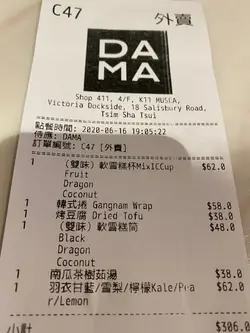 C47 外賣
DAMA
Shop 411, 4/F, K11 MUSEA,
Victoria Dockside, 18 Salisbury Road,
Tsim Sha Tsui
點餐時間: 2020-06-16 19:05:22
侍應: DAMA
訂單編號: C47 [外賣]
1 (雙味) 軟雪糕杯MixICCup $62.0
Fruit
Dragon
Coconut
1 韓式捲 Gangnam Wrap $58.0
1 烤豆腐 Dried Tofu $38.0
1 (雙味) 軟雪糕筒 $48.0
Black
Dragon
Coconut
1 南瓜茶樹菇湯 $38.0
1 羽衣甘藍/雪梨/檸檬Kale/Pea $62.0
r/Lemon
小計 $306.0